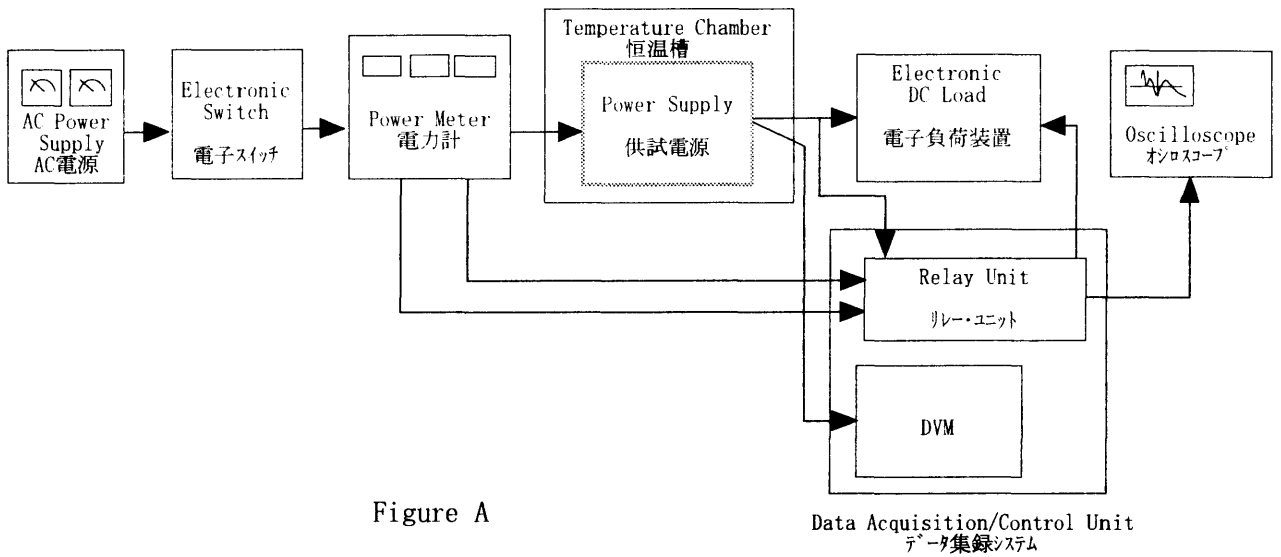 AC Power
Supply
AC電源
Electronic
Switch
電子スイッチ
Power Meter
電力計
Temperature Chamber
恒温槽
Power Supply
供試電源
Electronic
DC Load
電子負荷装置
Oscilloscope
オシロスコープ
Relay Unit
リレー・ユニット
DVM
Data Acquisition/Control Unit
データ集録システム
Figure A